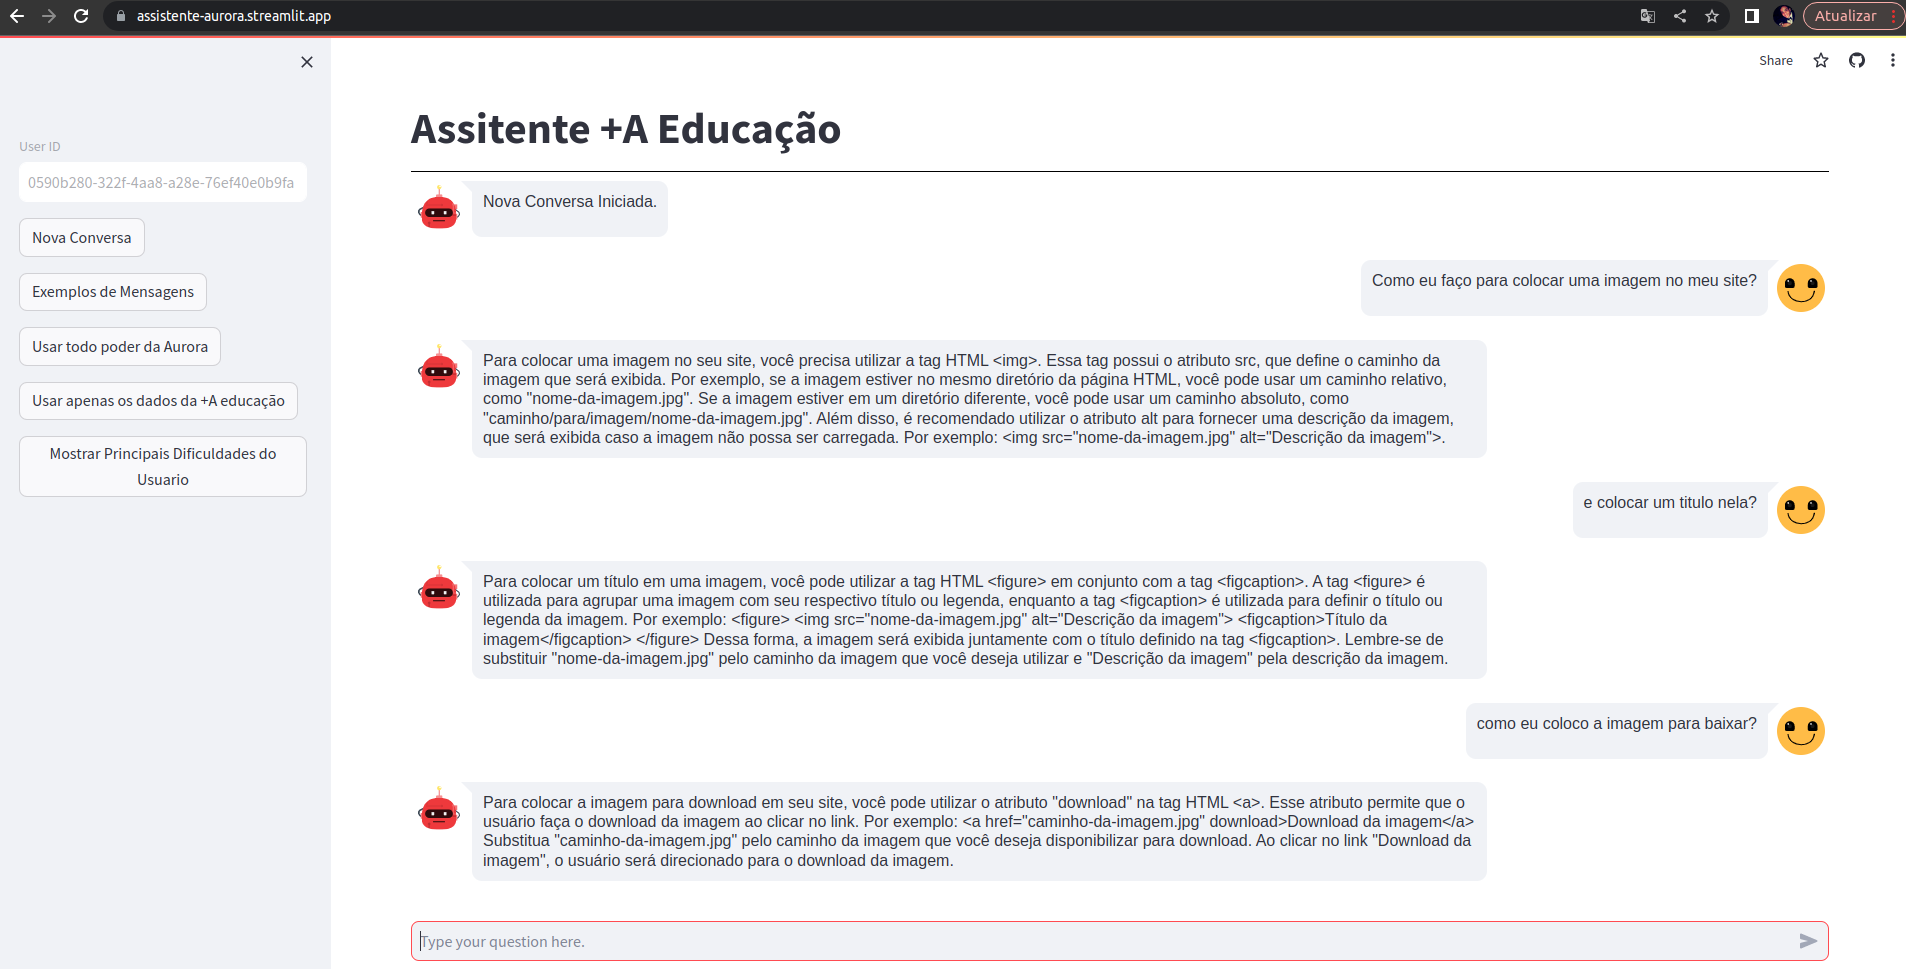 assistente-aurora.streamlit.app
Atualizar
Share
User ID
0590b280-322f-4aa8-a28e-76ef40e0b9fa
Nova Conversa
Exemplos de Mensagens
Usar todo poder da Aurora
Usar apenas os dados da +A educação
Mostrar Principais Dificuldades do
Usuario
Assitente +A Educação
Nova Conversa Iniciada.
Como eu faço para colocar uma imagem no meu site?
Para colocar uma imagem no seu site, você precisa utilizar a tag HTML <img>. Essa tag possui o atributo src, que define o caminho da
imagem que será exibida. Por exemplo, se a imagem estiver no mesmo diretório da página HTML, você pode usar um caminho relativo,
como "nome-da-imagem.jpg". Se a imagem estiver em um diretório diferente, você pode usar um caminho absoluto, como
"caminho/para/imagem/nome-da-imagem.jpg". Além disso, é recomendado utilizar o atributo alt para fornecer uma descrição da imagem,
que será exibida caso a imagem não possa ser carregada. Por exemplo: <img src="nome-da-imagem.jpg" alt="Descrição da imagem">.
e colocar um titulo nela?
Para colocar um título em uma imagem, você pode utilizar a tag HTML <figure> em conjunto com a tag <figcaption>. A tag <figure> é
utilizada para agrupar uma imagem com seu respectivo título ou legenda, enquanto a tag <figcaption> é utilizada para definir o título ou
legenda da imagem. Por exemplo: <figure> <img src="nome-da-imagem.jpg" alt="Descrição da imagem"> <figcaption>Título da
imagem</figcaption> </figure> Dessa forma, a imagem será exibida juntamente com o título definido na tag <figcaption>. Lembre-se de
substituir "nome-da-imagem.jpg" pelo caminho da imagem que você deseja utilizar e "Descrição da imagem" pela descrição da imagem.
como eu coloco a imagem para baixar?
Para colocar a imagem para download em seu site, você pode utilizar o atributo "download" na tag HTML <a>. Esse atributo permite que o
usuário faça o download da imagem ao clicar no link. Por exemplo: <a href="caminho-da-imagem.jpg" download>Download da imagem</a>
Substitua "caminho-da-imagem.jpg" pelo caminho da imagem que você deseja disponibilizar para download. Ao clicar no link "Download da
imagem", o usuário será direcionado para o download da imagem.
Type your question here.